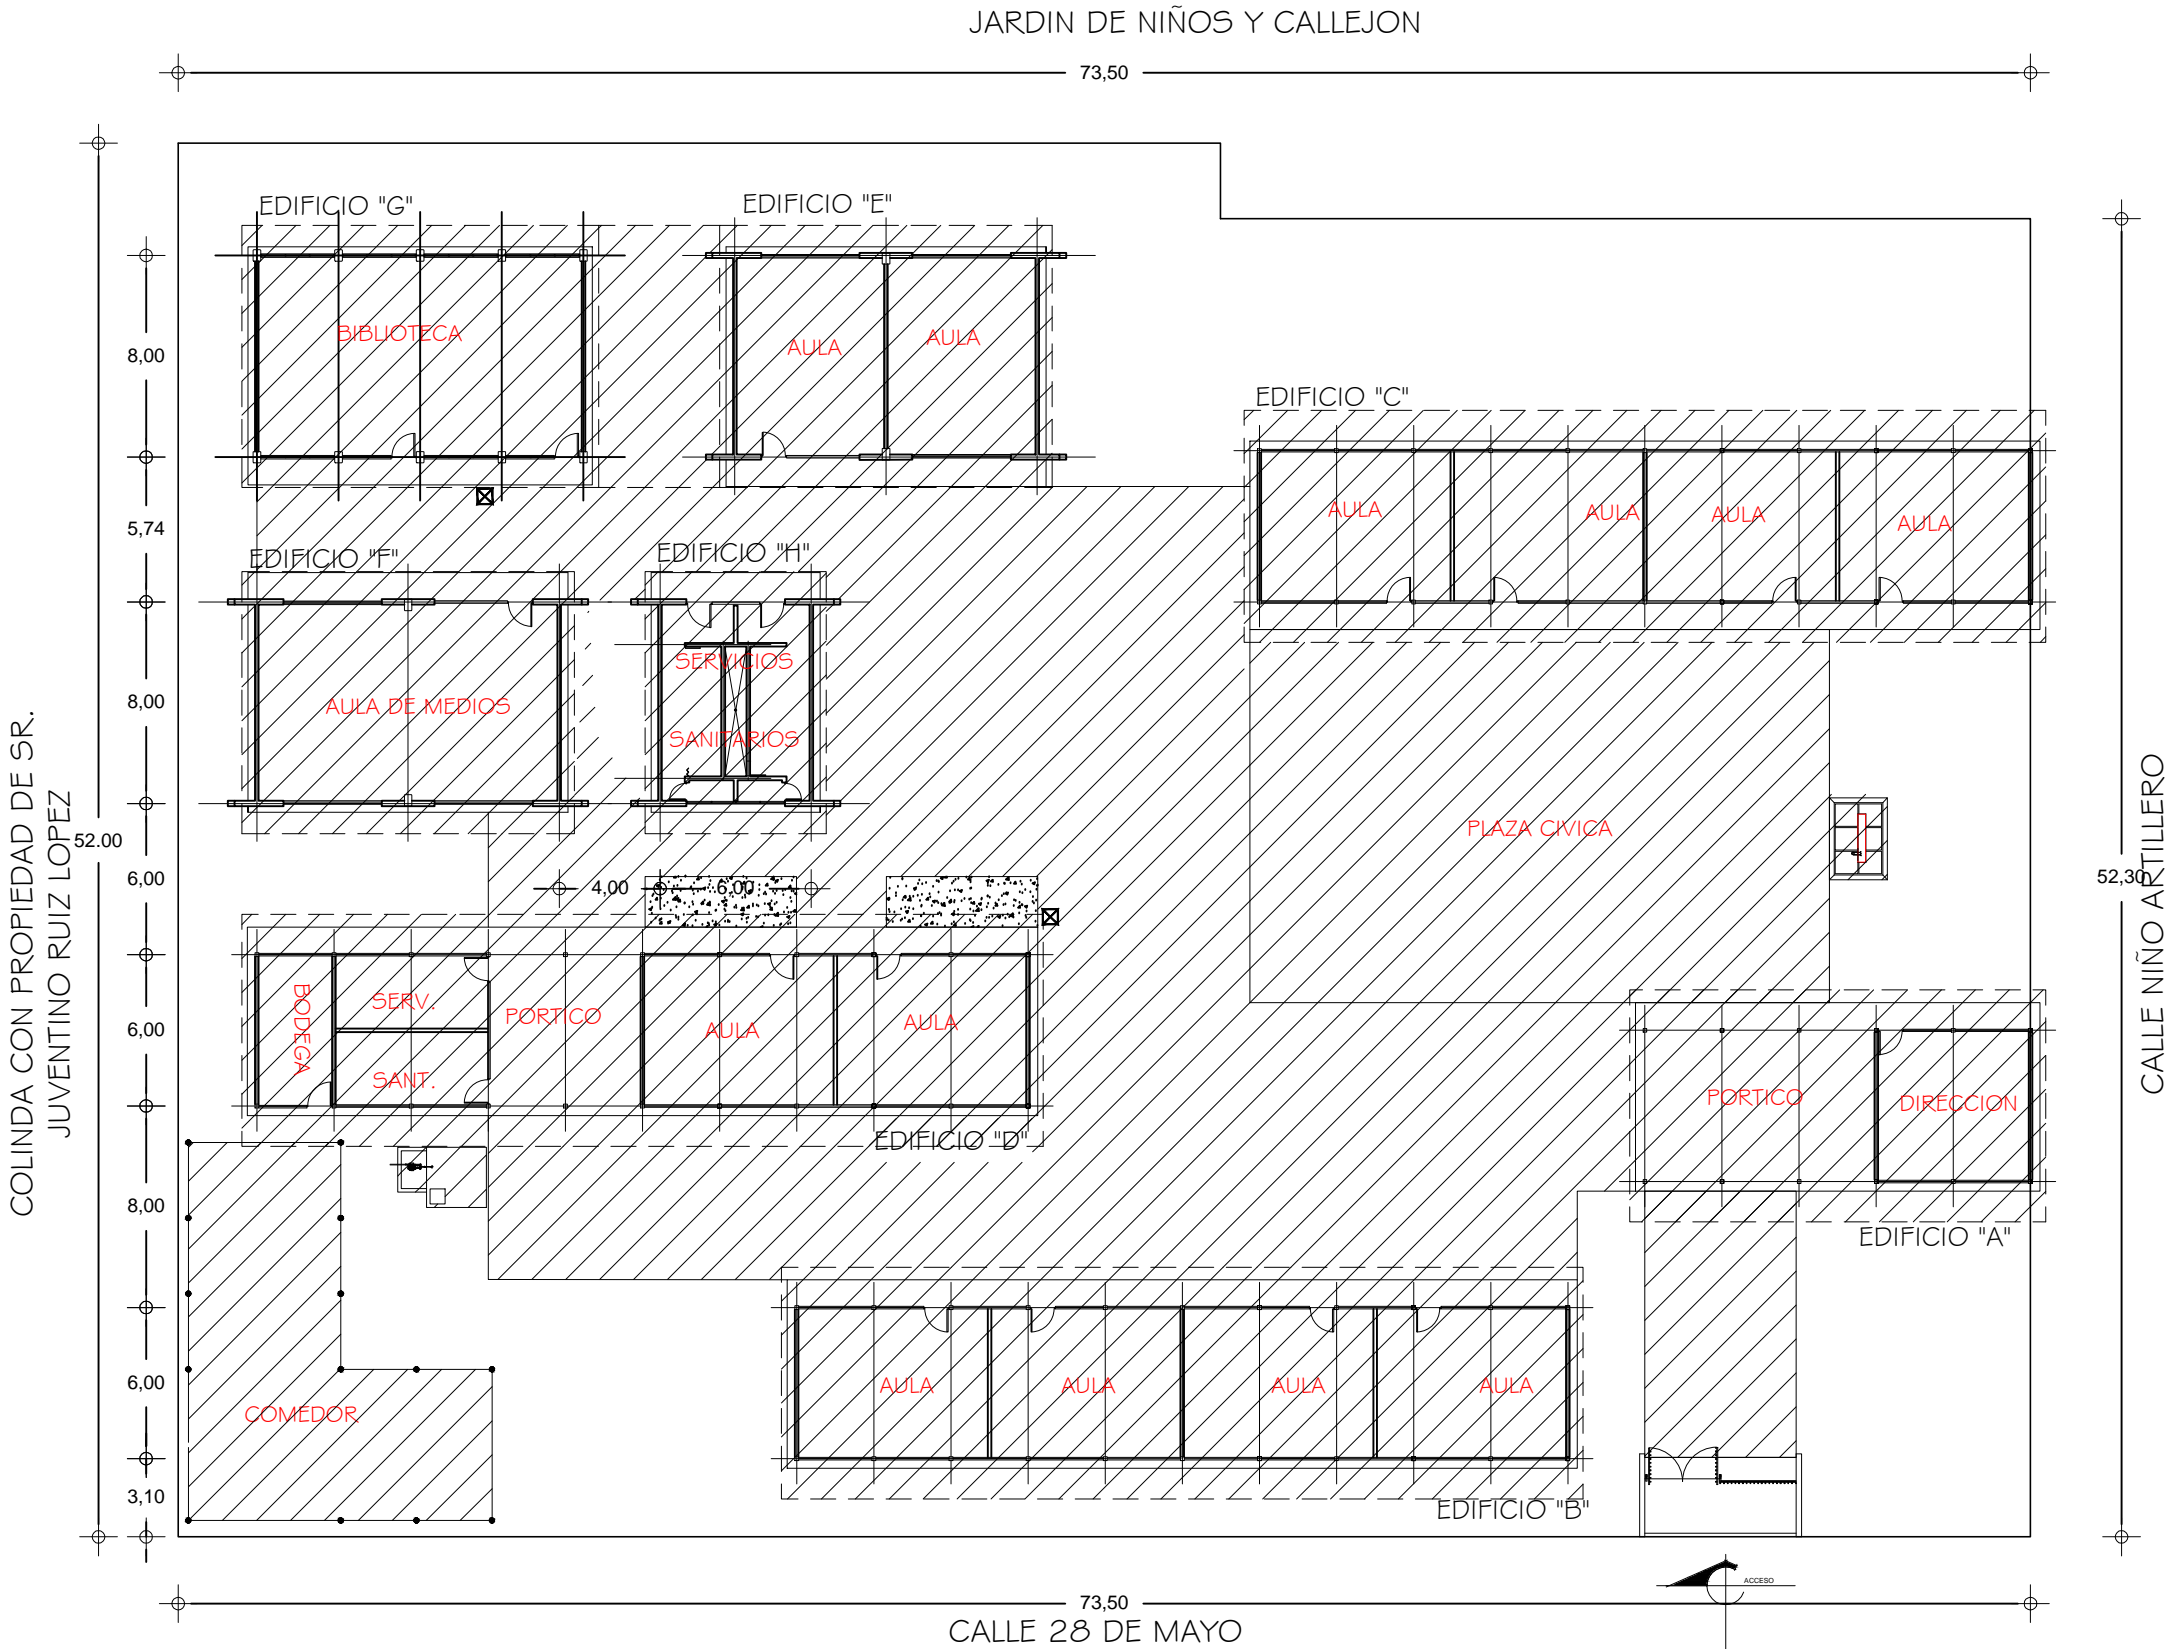 JARDIN DE NIÑOS Y CALLEJON
73,50
EDIFICIO "G"
EDIFICIO "E"
BIBLIOTECA
AULA
AULA
8,00
EDIFICIO "C"
AULA
AULA
AULA
AULA
5,74
EDIFICIO "F"
EDIFICIO "H"
SERVICIOS
SANITARIOS
AULA DE MEDIOS
8,00
COLINDA CON PROPIEDAD DE SR.
JUVENTINO RUIZ LOPEZ
52.00
PLAZA CIVICA
CALLE NIÑO ARTILLERO
52,30
6,00
4,00
6,00
BODEGA
SERV.
SANT.
PORTICO
AULA
AULA
6,00
EDIFICIO "D"
PORTICO
DIRECCION
EDIFICIO "A"
8,00
6,00
COMEDOR
AULA
AULA
AULA
AULA
3,10
EDIFICIO "B"
ACCESO
73,50
CALLE 28 DE MAYO